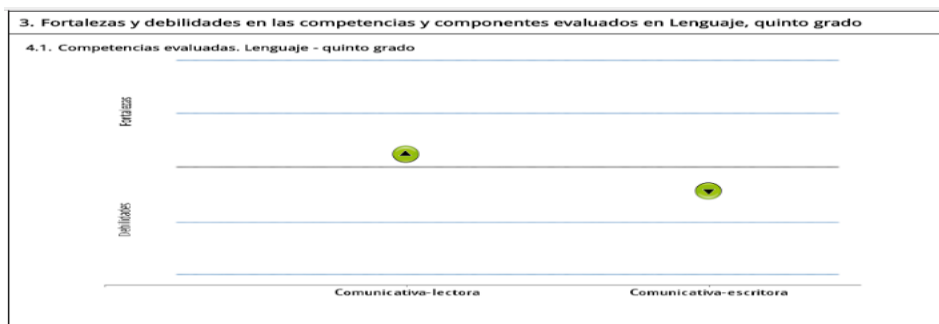 3. Fortalezas y debilidades en las competencias y componentes evaluados en Lenguaje, quinto grado
4.1. Competencias evaluadas. Lenguaje - quinto grado
Fortalezas
Debilidades
Comunicativa-lectora
Comunicativa-escritora